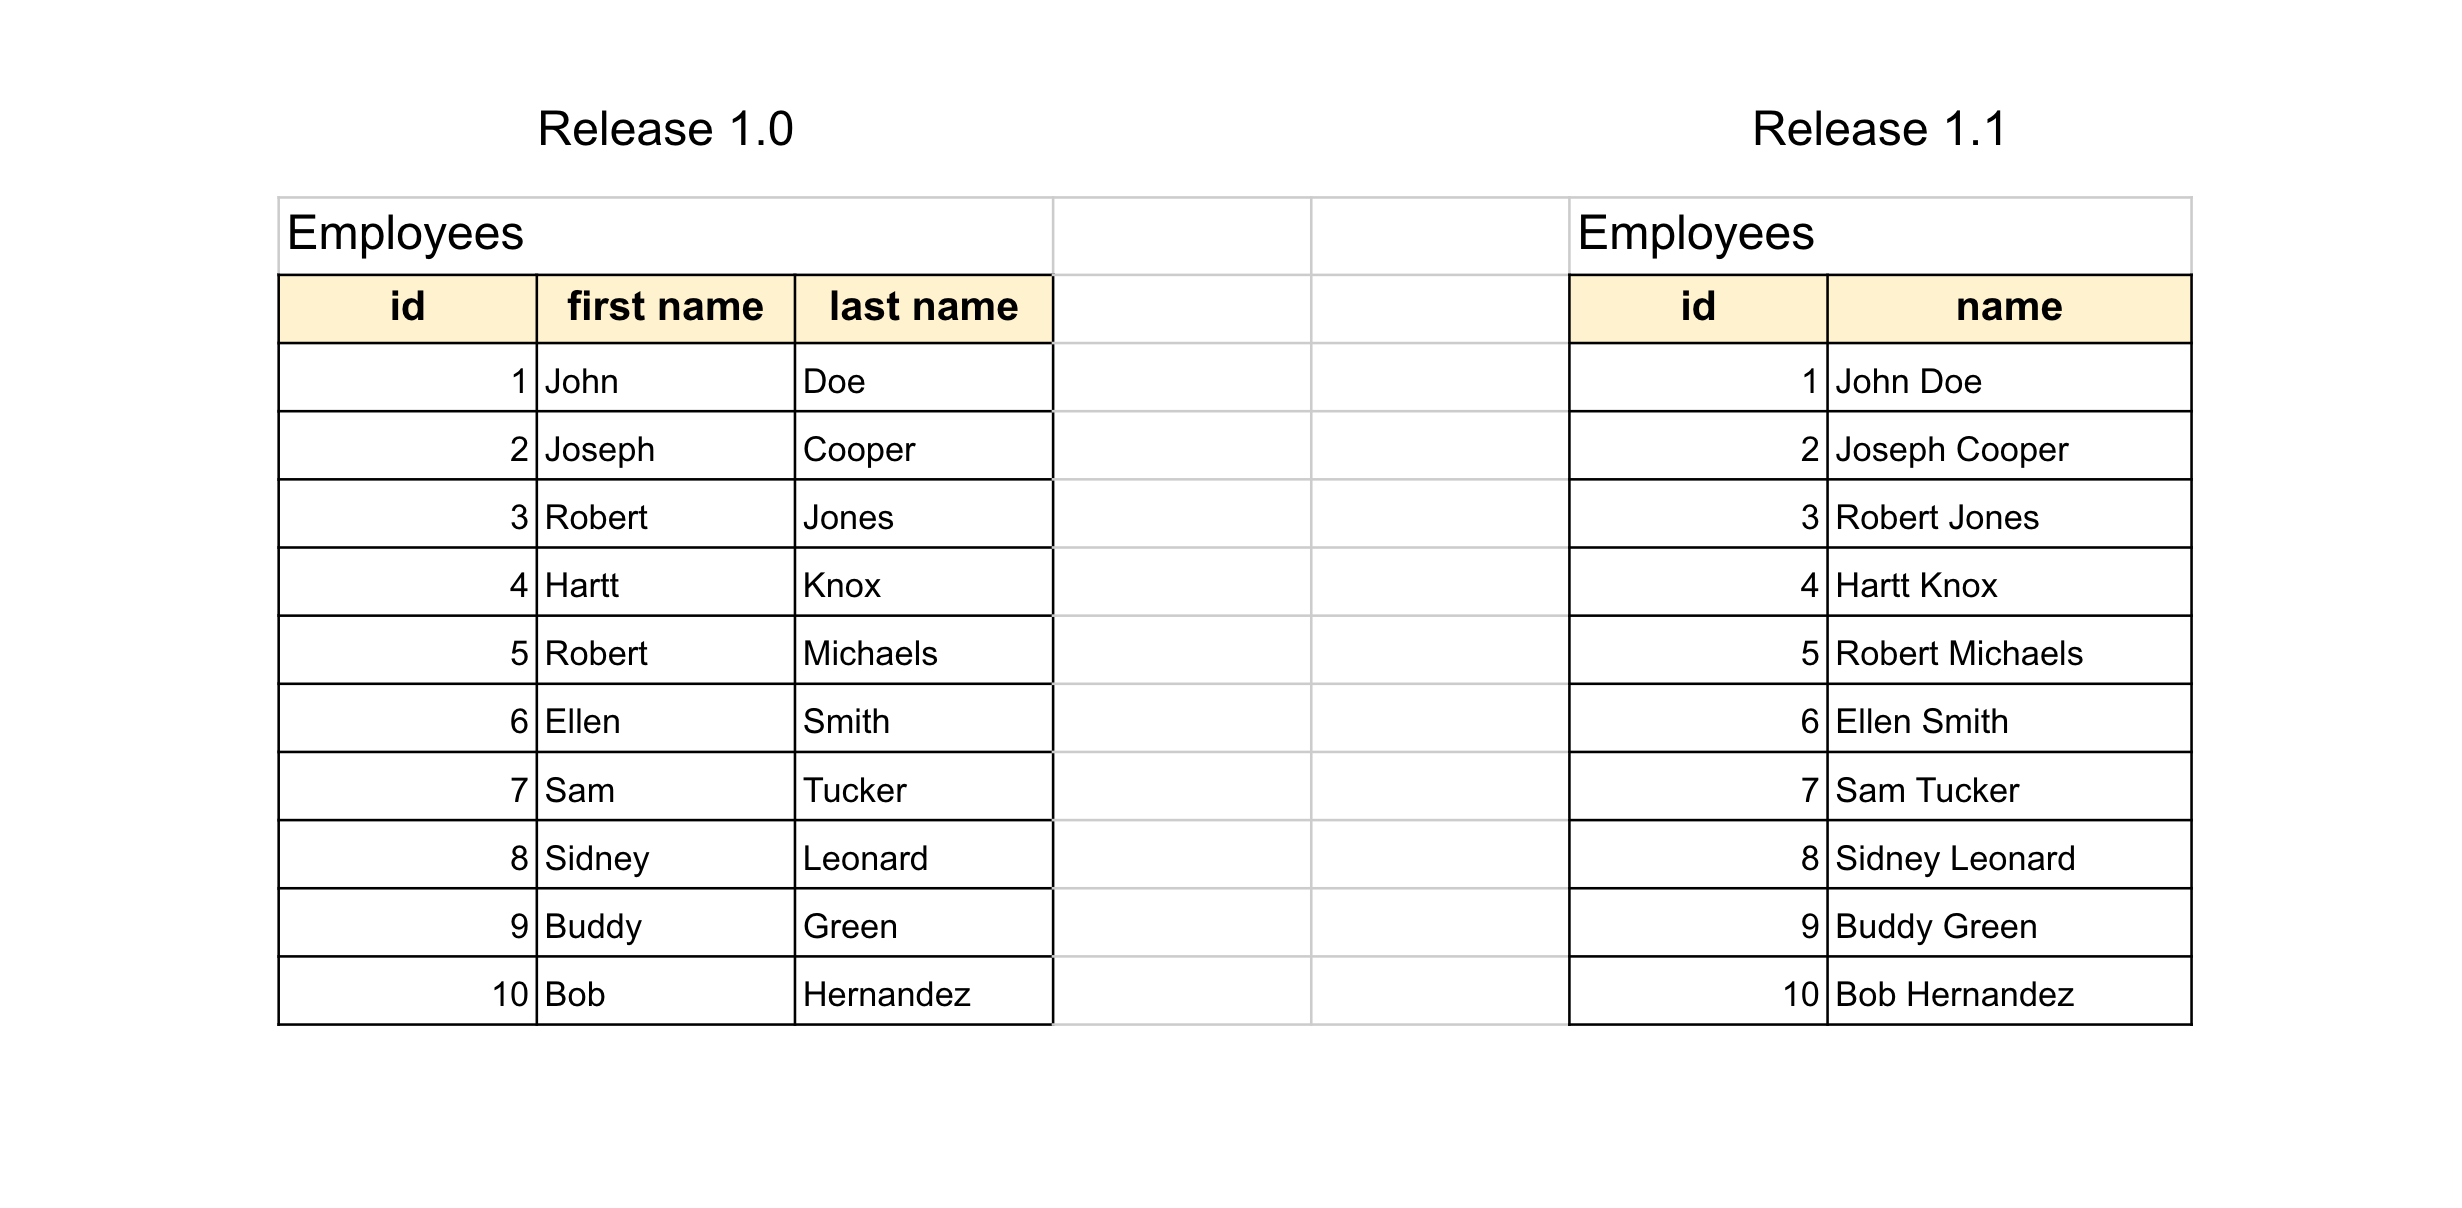 Release 1.0
Employees
id first name last name
1 John Doe
2 Joseph Cooper
3 Robert Jones
4 Hartt Knox
5 Robert Michaels
6 Ellen Smith
7 Sam Tucker
8 Sidney Leonard
9 Buddy Green
10 Bob Hernandez
Release 1.1
Employees
id name
1 John Doe
2 Joseph Cooper
3 Robert Jones
4 Hartt Knox
5 Robert Michaels
6 Ellen Smith
7 Sam Tucker
8 Sidney Leonard
9 Buddy Green
10 Bob Hernandez